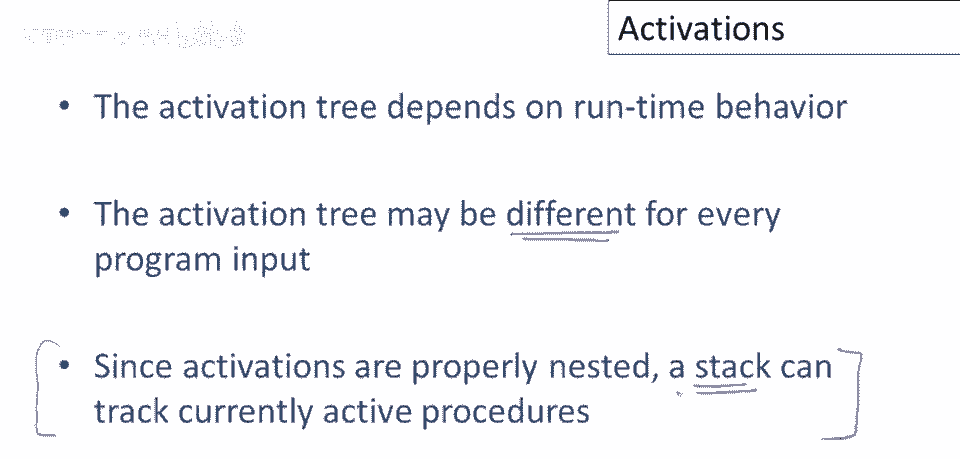 Activations
• The activation tree depends on run-time behavior
• The activation tree may be different for every
program input
• Since activations are properly nested, a stack can
track currently active procedures